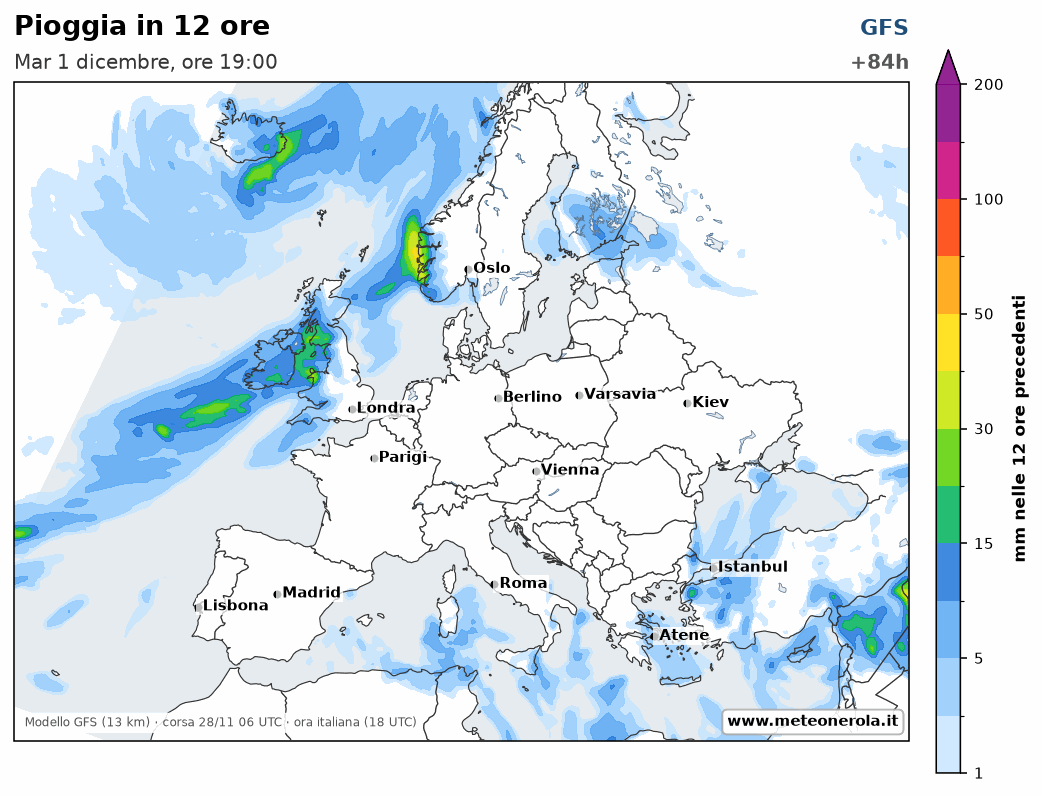 Pioggia in 12 ore
GFS
Mar 1 dicembre, ore 19:00
+84h
200
100
50
30
15
5
1
mm nelle 12 ore precedenti
Oslo
Berlino
Varsavia
Kiev
Londra
Parigi
Vienna
Istanbul
Roma
Madrid
Lisbona
Atene
Modello GFS (13 km) · corsa 28/11 06 UTC · ora italiana (18 UTC)
www.meteonerola.it